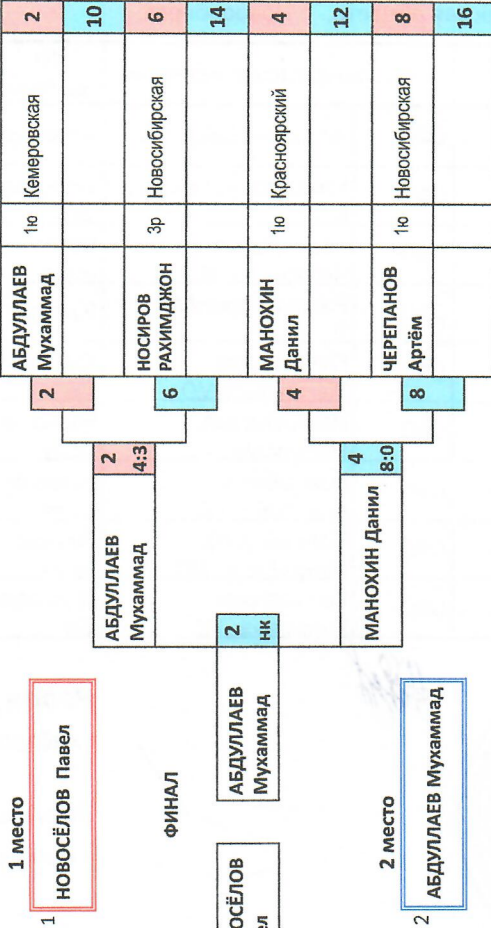 1 место
1
НОВОСЁЛОВ Павел
ФИНАЛ
АБДУЛЛАЕВ
Мухаммад
2
нк
2 место
2
АБДУЛЛАЕВ Мухаммад
АБДУЛЛАЕВ
Мухаммад
2
4:3
МАНОХИН Данил
4
8:0
2
6
4
8
АБДУЛЛАЕВ
Мухаммад
1ю
Кемеровская
2
10
НОСИРОВ
РАХИМДЖОН
3р
Новосибирская
6
14
МАНОХИН
Данил
1ю
Красноярский
4
12
ЧЕРЕПАНОВ
Артём
1ю
Новосибирская
8
16